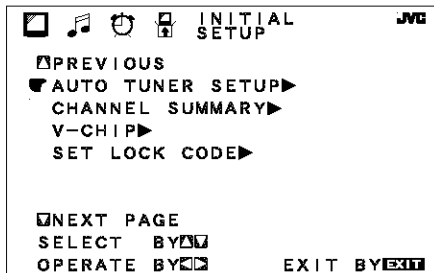 INITIAL SETUP
JVC
PREVIOUS
AUTO TUNER SETUP▶
CHANNEL SUMMARY▶
V-CHIP▶
SET LOCK CODE▶
NEXT PAGE
SELECT BY
OPERATE BY
EXIT BY EXIT